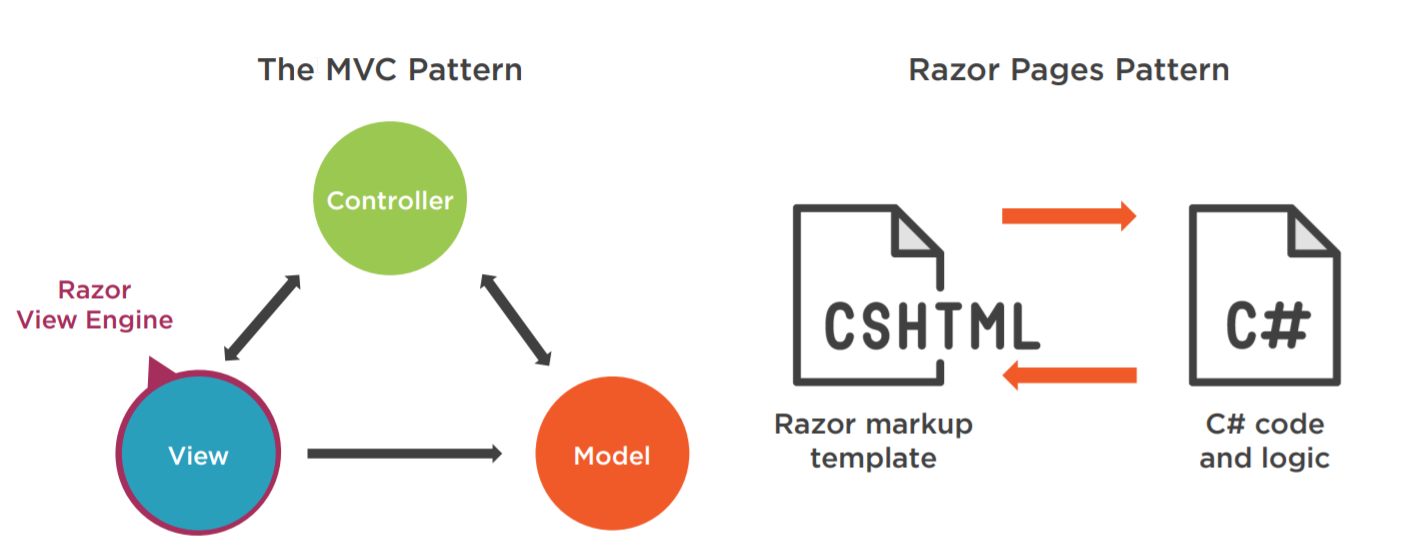 The MVC Pattern
Controller
Razor
View Engine
View
Model
Razor Pages Pattern
CSHTML
C#
Razor markup
template
C# code
and logic